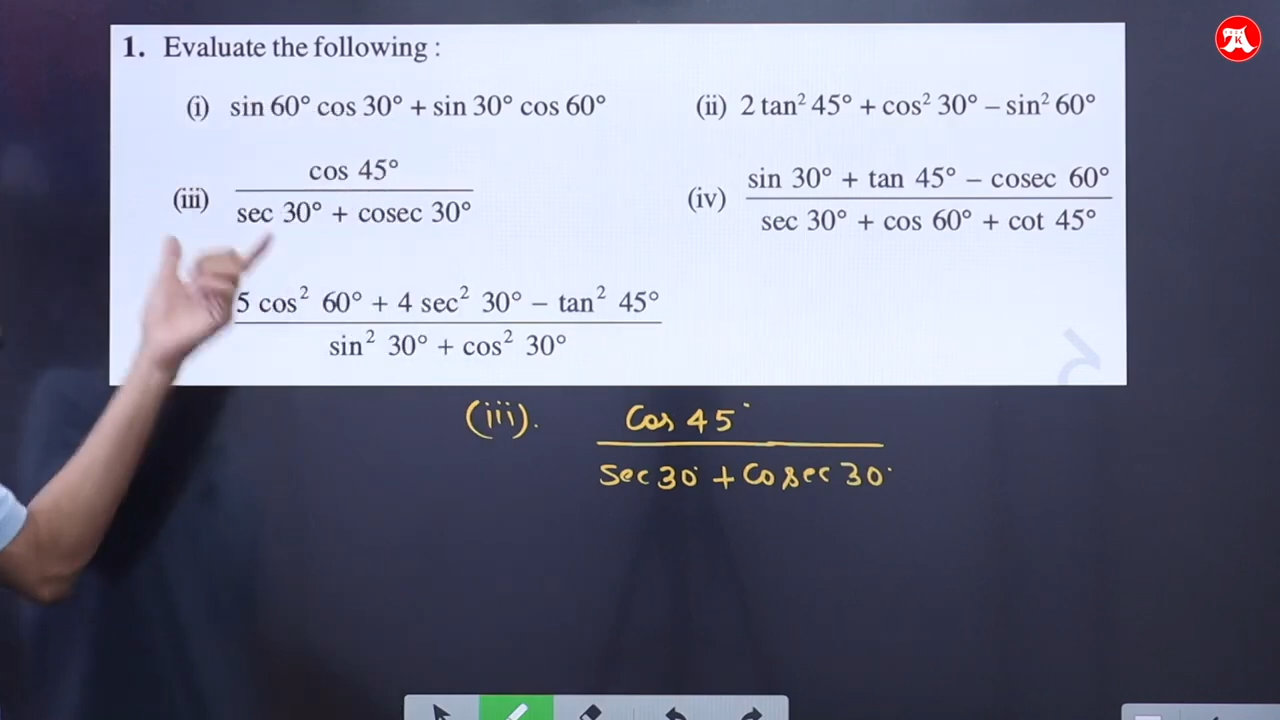 1. Evaluate the following :
(i) sin 60° cos 30° + sin 30° cos 60°
(ii) 2 tan² 45° + cos² 30° – sin² 60°
(iii) cos 45°
sec 30° + cosec 30°
(iv) sin 30° + tan 45° – cosec 60°
sec 30° + cos 60° + cot 45°
5 cos² 60° + 4 sec² 30° – tan² 45°
sin² 30° + cos² 30°
(iii). Cos 45°
Sec 30° + Cosec 30°